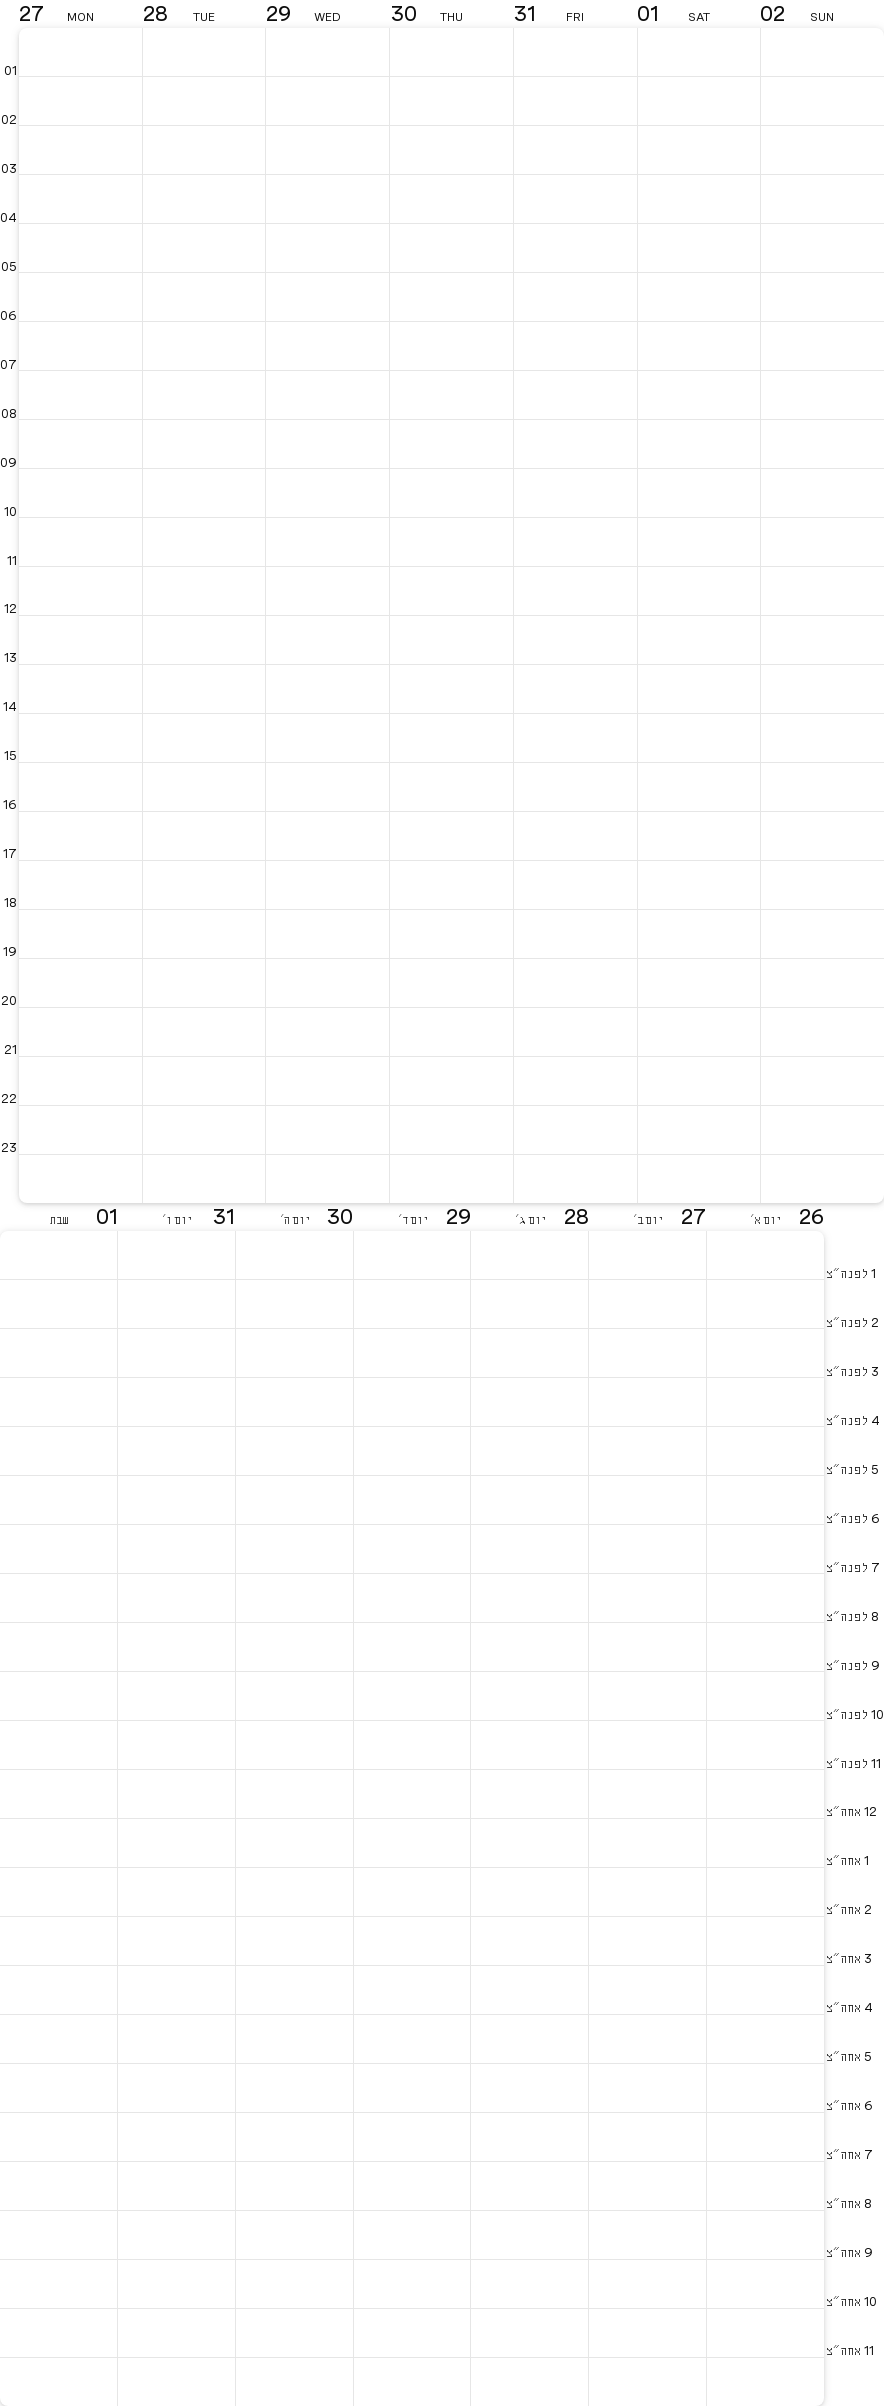 27 MON 28 TUE 29 WED 30 THU 31 FRI 01 SAT 02 SUN
01
02
03
04
05
06
07
08
09
10
11
12
13
14
15
16
17
18
19
20
21
22
23
26 יום א׳ 27 יום ב׳ 28 יום ג׳ 29 יום ד׳ 30 יום ה׳ 31 יום ו׳ 01 שבת
1 לפנה״צ
2 לפנה״צ
3 לפנה״צ
4 לפנה״צ
5 לפנה״צ
6 לפנה״צ
7 לפנה״צ
8 לפנה״צ
9 לפנה״צ
10 לפנה״צ
11 לפנה״צ
12 אחה״צ
1 אחה״צ
2 אחה״צ
3 אחה״צ
4 אחה״צ
5 אחה״צ
6 אחה״צ
7 אחה״צ
8 אחה״צ
9 אחה״צ
10 אחה״צ
11 אחה״צ